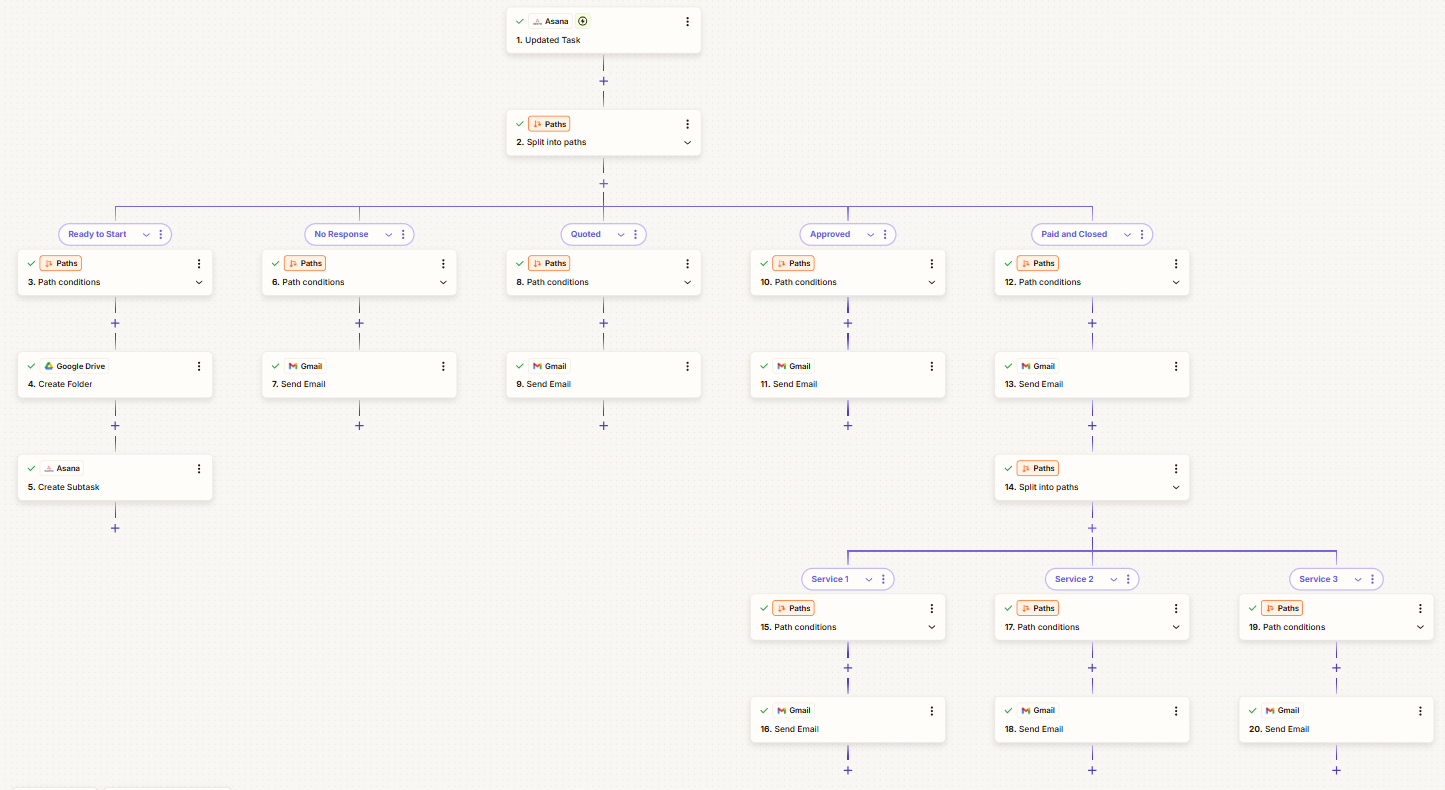 Asana
1. Updated Task
Paths
2. Split into paths
Ready to Start
No Response
Quoted
Approved
Paid and Closed
Paths
3. Path conditions
Paths
6. Path conditions
Paths
8. Path conditions
Paths
10. Path conditions
Paths
12. Path conditions
Google Drive
4. Create Folder
Gmail
7. Send Email
Gmail
9. Send Email
Gmail
11. Send Email
Gmail
13. Send Email
Asana
5. Create Subtask
Paths
14. Split into paths
Service 1
Service 2
Service 3
Paths
15. Path conditions
Paths
17. Path conditions
Paths
19. Path conditions
Gmail
16. Send Email
Gmail
18. Send Email
Gmail
20. Send Email